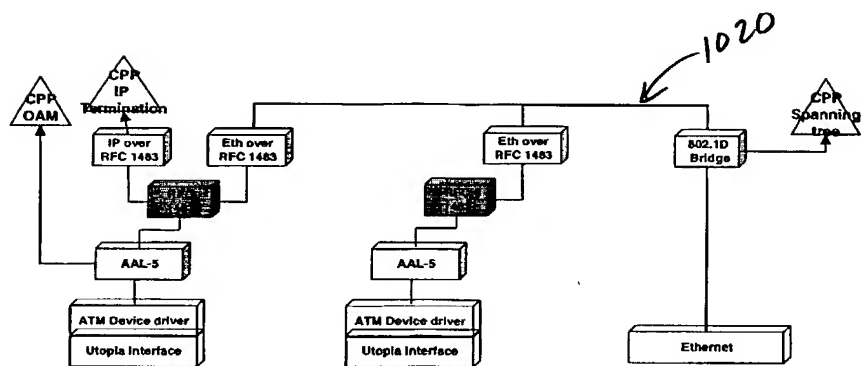 1020
CPP
OAM
CPP
IP
Termination
CPP
Spanning
tree
IP over
RFC 1483
Eth over
RFC 1483
Eth over
RFC 1483
802.1D
Bridge
AAL-5
AAL-5
ATM Device driver
Utopia Interface
ATM Device driver
Utopia Interface
Ethernet